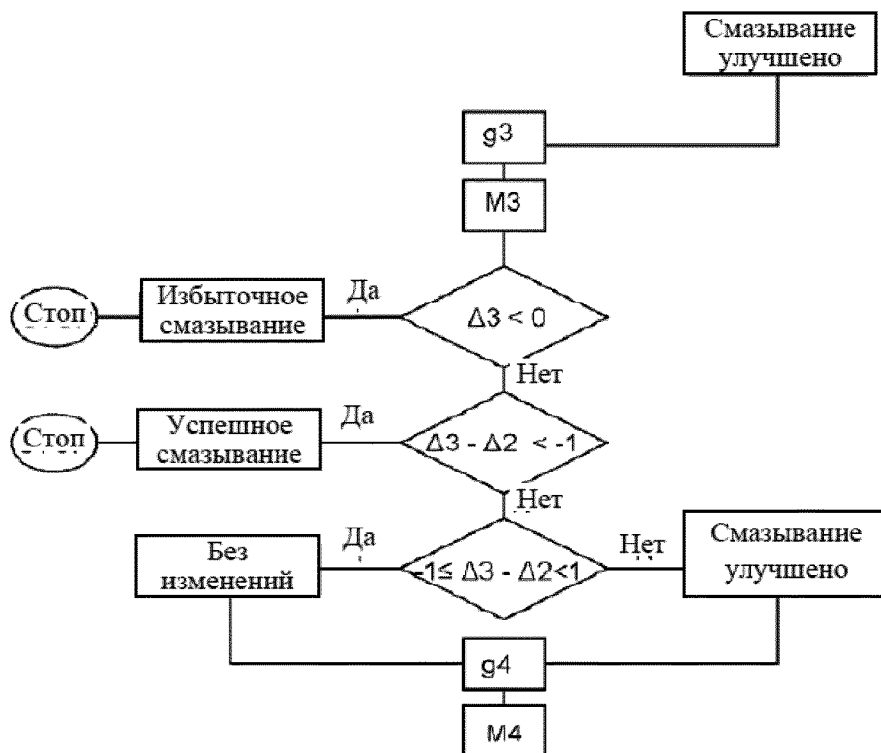 Смазывание
улучшено
g3
M3
Стоп
Избыточное
смазывание
Да
Δ3 < 0
Нет
Стоп
Успешное
смазывание
Да
Δ3 - Δ2 < -1
Нет
Без
изменений
Да
-1≤ Δ3 - Δ2<1
Нет
Смазывание
улучшено
g4
M4